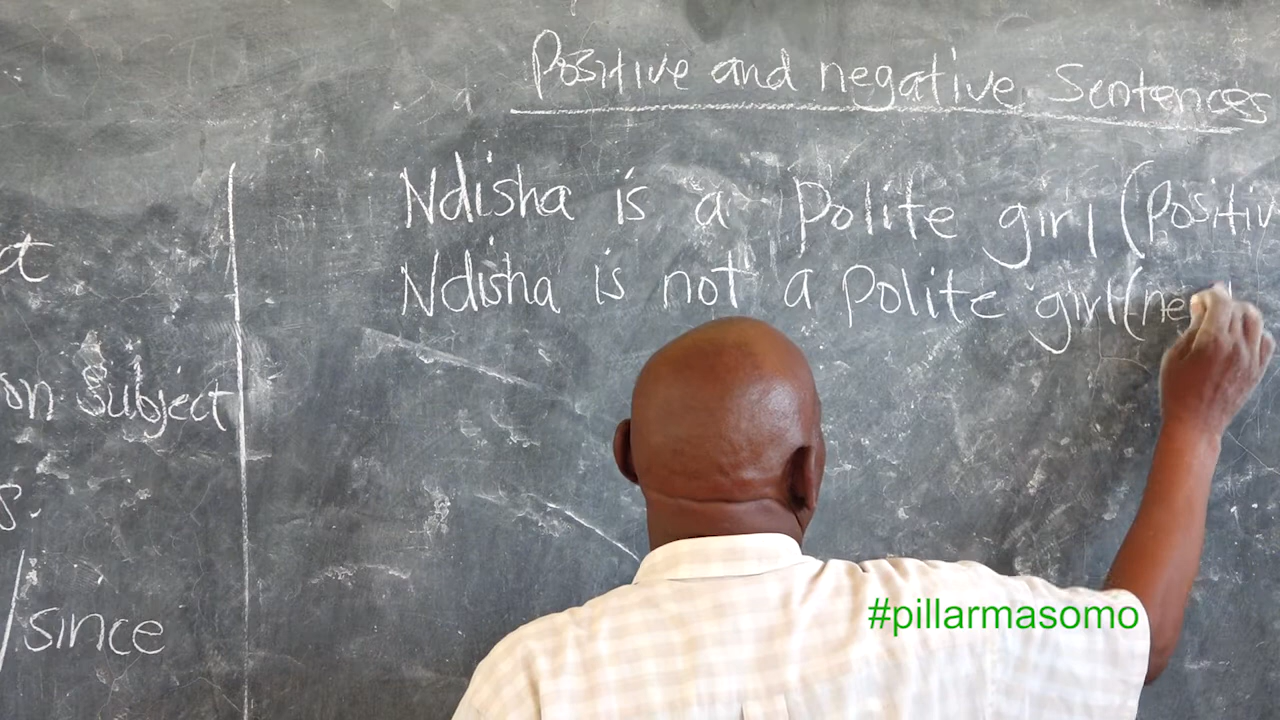 Positive and negative Sentences
Ndisha is a Polite girl (Positiv
Ndisha is not a Polite girl (ne
at
on Subject
s.
/since
#pillarmasomo